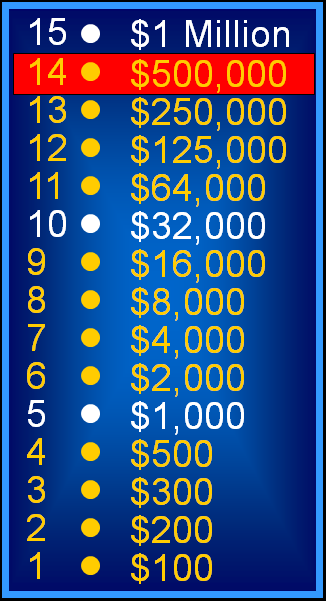 15 ● $1 Million
14 ● $500,000
13 ● $250,000
12 ● $125,000
11 ● $64,000
10 ● $32,000
9 ● $16,000
8 ● $8,000
7 ● $4,000
6 ● $2,000
5 ● $1,000
4 ● $500
3 ● $300
2 ● $200
1 ● $100